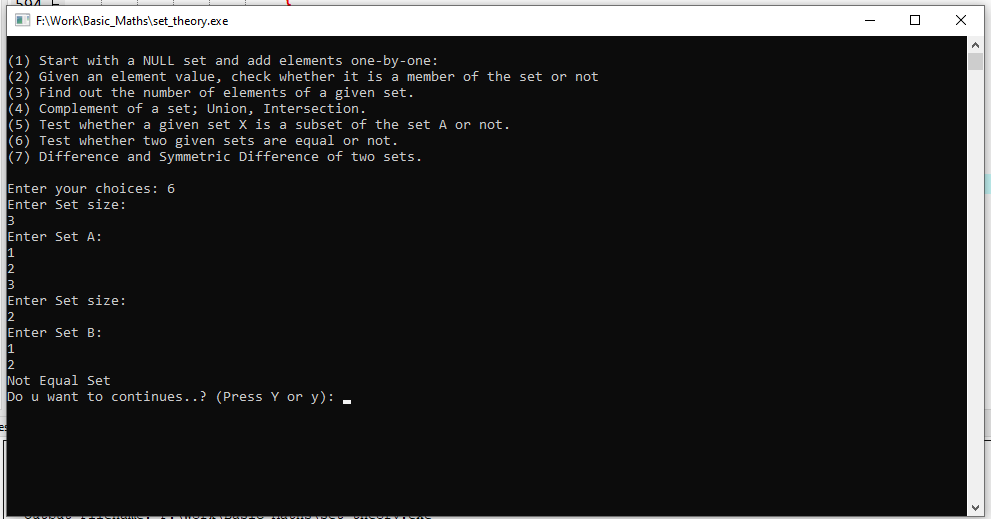 594
F:\Work\Basic_Maths\set_theory.exe
(1) Start with a NULL set and add elements one-by-one:
(2) Given an element value, check whether it is a member of the set or not
(3) Find out the number of elements of a given set.
(4) Complement of a set; Union, Intersection.
(5) Test whether a given set X is a subset of the set A or not.
(6) Test whether two given sets are equal or not.
(7) Difference and Symmetric Difference of two sets.
Enter your choices: 6
Enter Set size:
3
Enter Set A:
1
2
3
Enter Set size:
2
Enter Set B:
1
2
Not Equal Set
Do u want to continues..? (Press Y or y):